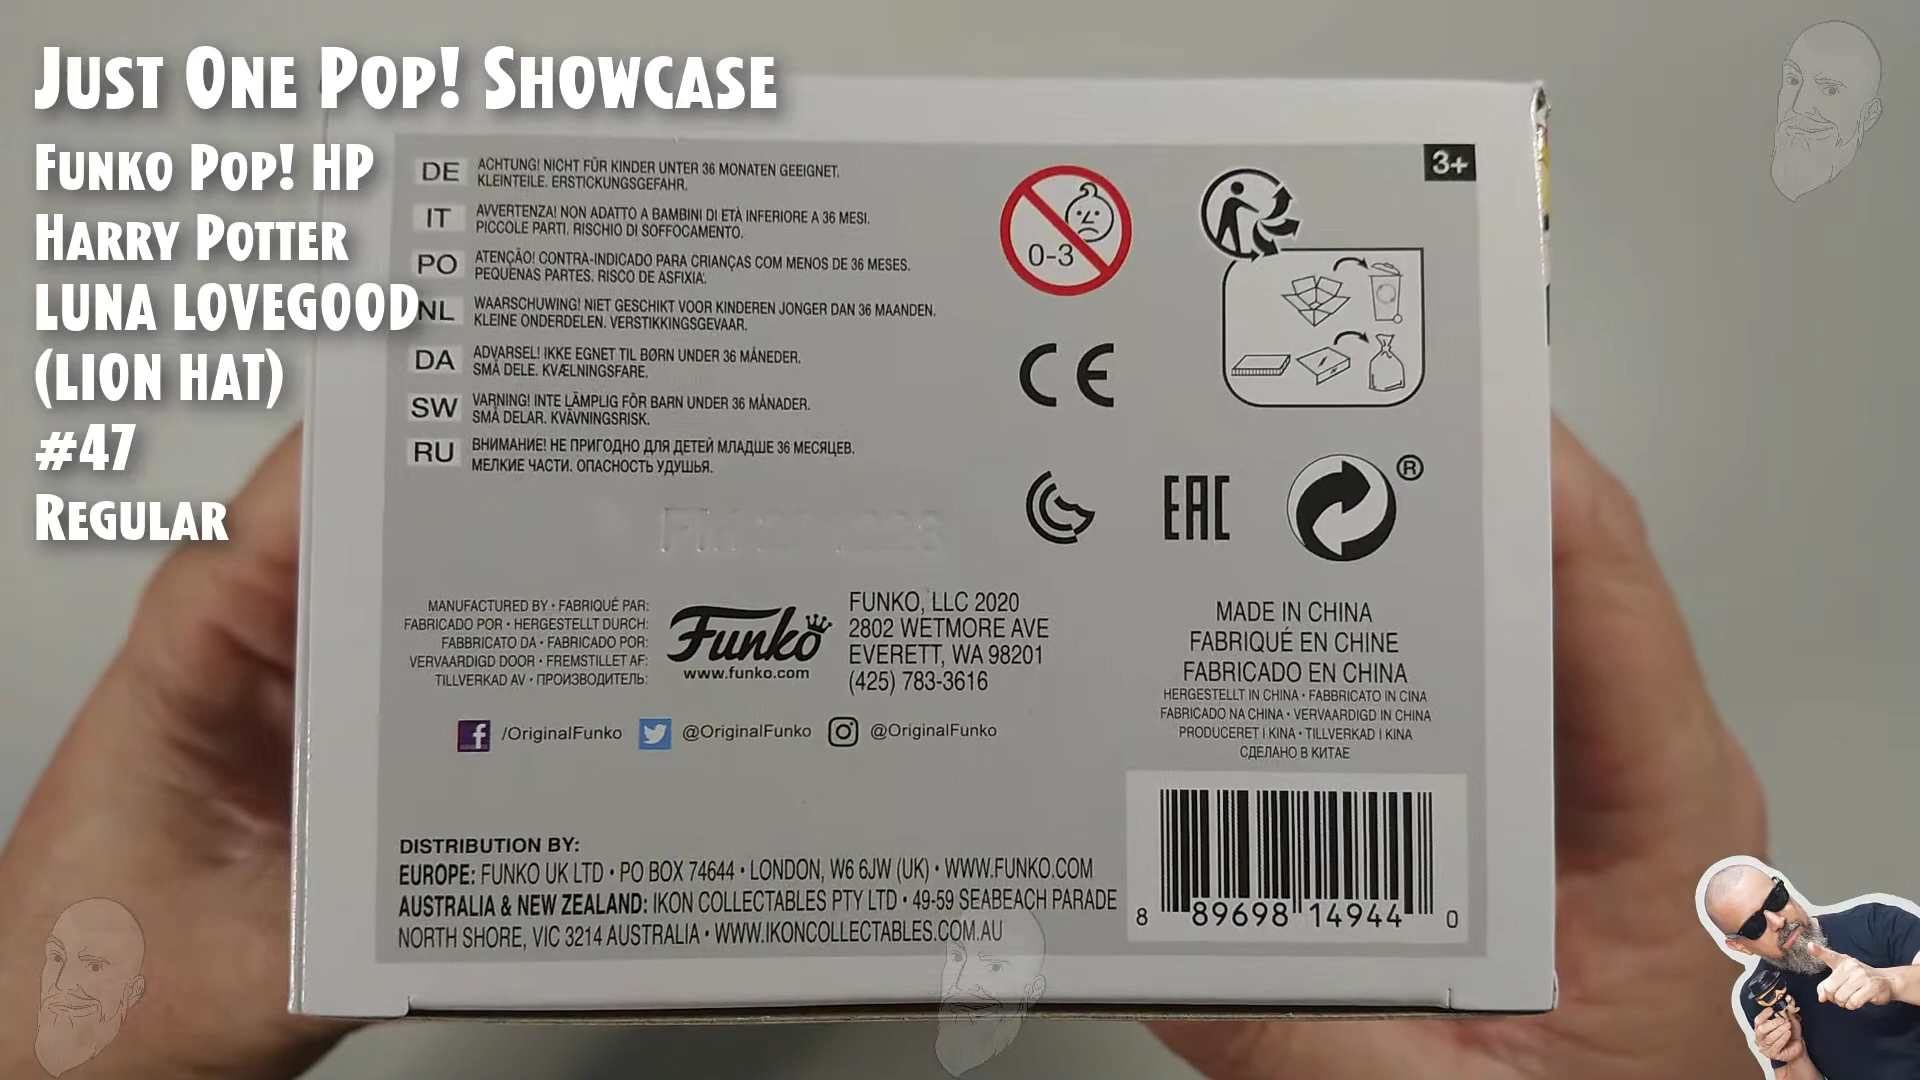 Just One Pop! Showcase
Funko Pop! HP
Harry Potter
LUNA LOVEGOOD
(LION HAT)
#47
Regular
DE ACHTUNG! NICHT FÜR KINDER UNTER 36 MONATEN GEEIGNET.
KLEINTEILE. ERSTICKUNGSGEFAHR.
IT AVVERTENZA! NON ADATTO A BAMBINI DI ETÀ INFERIORE A 36 MESI.
PICCOLE PARTI. RISCHIO DI SOFFOCAMENTO.
PO ATENÇÃO! CONTRA-INDICADO PARA CRIANÇAS COM MENOS DE 36 MESES.
PEQUENAS PARTES. RISCO DE ASFIXIA.
NL WAARSCHUWING! NIET GESCHIKT VOOR KINDEREN JONGER DAN 36 MAANDEN.
KLEINE ONDERDELEN. VERSTIKKINGSGEVAAR.
DA ADVARSEL! IKKE EGNET TIL BØRN UNDER 36 MÅNEDER.
SMÅ DELE. KVÆLNINGSFARE.
SW VARNING! INTE LÄMPLIG FÖR BARN UNDER 36 MÅNADER.
SMÅ DELAR. KVÄVNINGSRISK.
RU ВНИМАНИЕ! НЕ ПРИГОДНО ДЛЯ ДЕТЕЙ МЛАДШЕ 36 МЕСЯЦЕВ.
МЕЛКИЕ ЧАСТИ. ОПАСНОСТЬ УДУШЬЯ.
0-3
3+
CE
EAC
®
MANUFACTURED BY • FABRIQUÉ PAR:
FABRICADO POR • HERGESTELLT DURCH:
FABBRICATO DA • FABRICADO POR:
VERVAARDIGD DOOR • FREMSTILLET AF:
TILLVERKAD AV • ПРОИЗВОДИТЕЛЬ:
Funko
www.funko.com
FUNKO, LLC 2020
2802 WETMORE AVE
EVERETT, WA 98201
(425) 783-3616
MADE IN CHINA
FABRIQUÉ EN CHINE
FABRICADO EN CHINA
HERGESTELLT IN CHINA • FABBRICATO IN CINA
FABRICADO NA CHINA • VERVAARDIGD IN CHINA
PRODUCERET I KINA • TILLVERKAD I KINA
СДЕЛАНО В КИТАЕ
/OriginalFunko @OriginalFunko @OriginalFunko
DISTRIBUTION BY:
EUROPE: FUNKO UK LTD • PO BOX 74644 • LONDON, W6 6JW (UK) • WWW.FUNKO.COM
AUSTRALIA & NEW ZEALAND: IKON COLLECTABLES PTY LTD • 49-59 SEABEACH PARADE
NORTH SHORE, VIC 3214 AUSTRALIA • WWW.IKONCOLLECTABLES.COM.AU
8 89698 14944 0